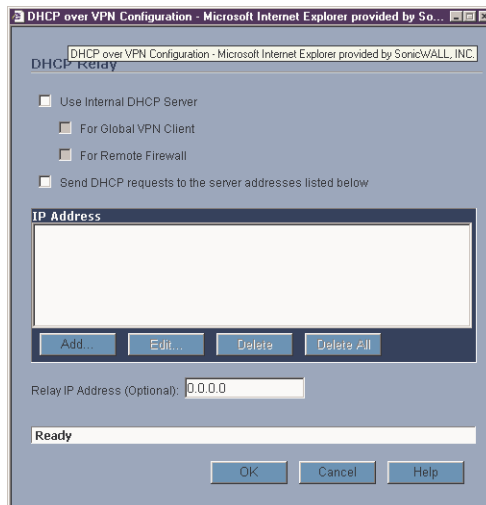 DHCP over VPN Configuration - Microsoft Internet Explorer provided by So...
DHCP over VPN Configuration - Microsoft Internet Explorer provided by SonicWALL, INC.
DHCP Relay
Use Internal DHCP Server
For Global VPN Client
For Remote Firewall
Send DHCP requests to the server addresses listed below
IP Address
Add... Edit... Delete Delete All
Relay IP Address (Optional): 0.0.0.0
Ready
OK Cancel Help